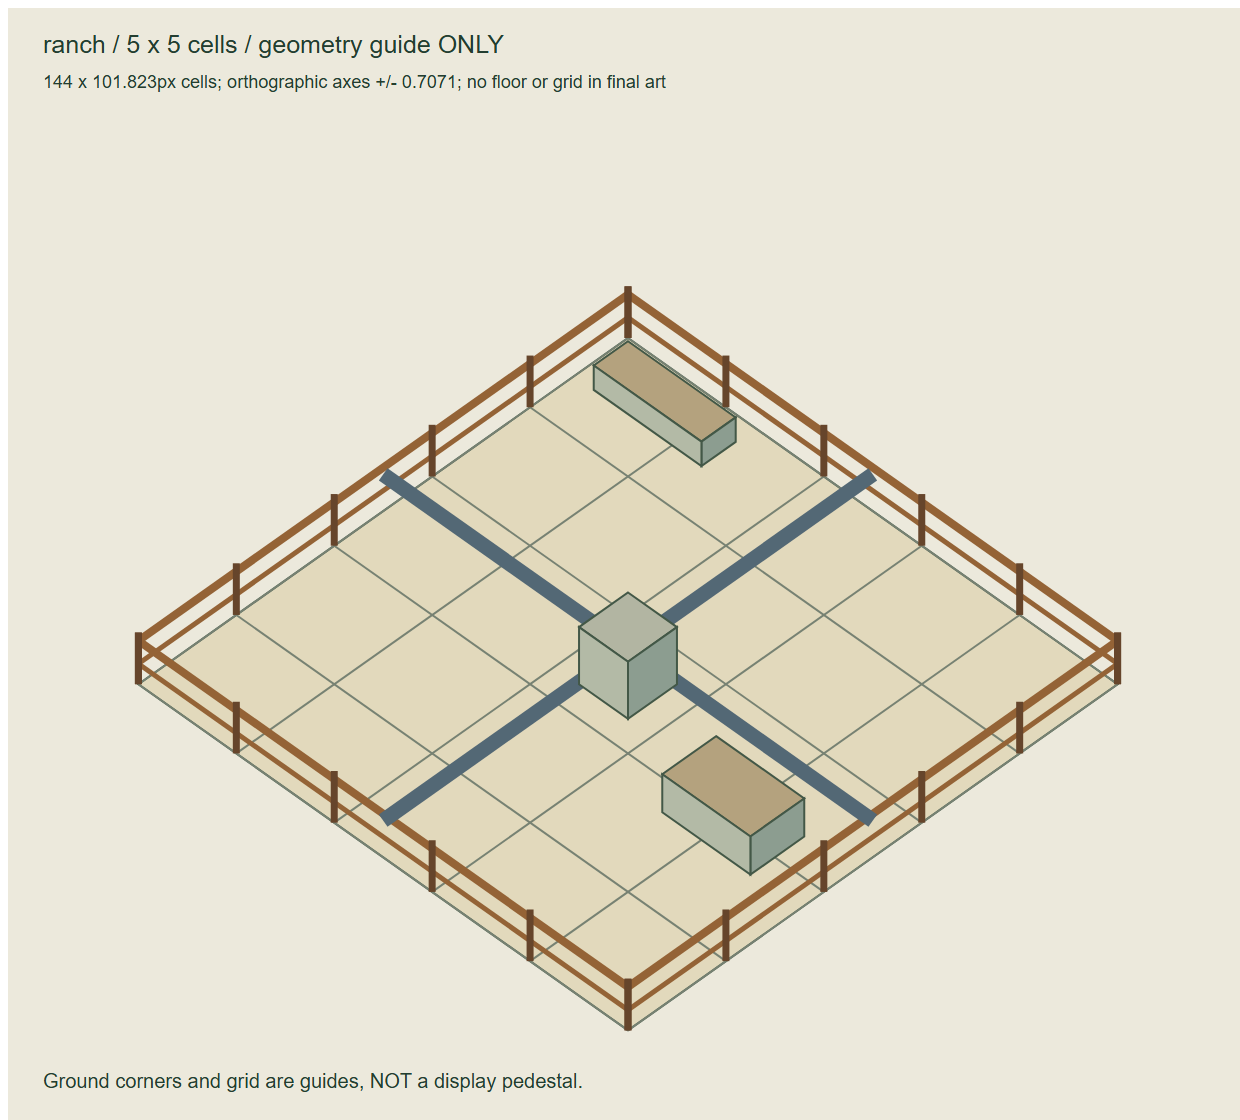 ranch / 5 x 5 cells / geometry guide ONLY
144 x 101.823px cells; orthographic axes +/- 0.7071; no floor or grid in final art
Ground corners and grid are guides, NOT a display pedestal.